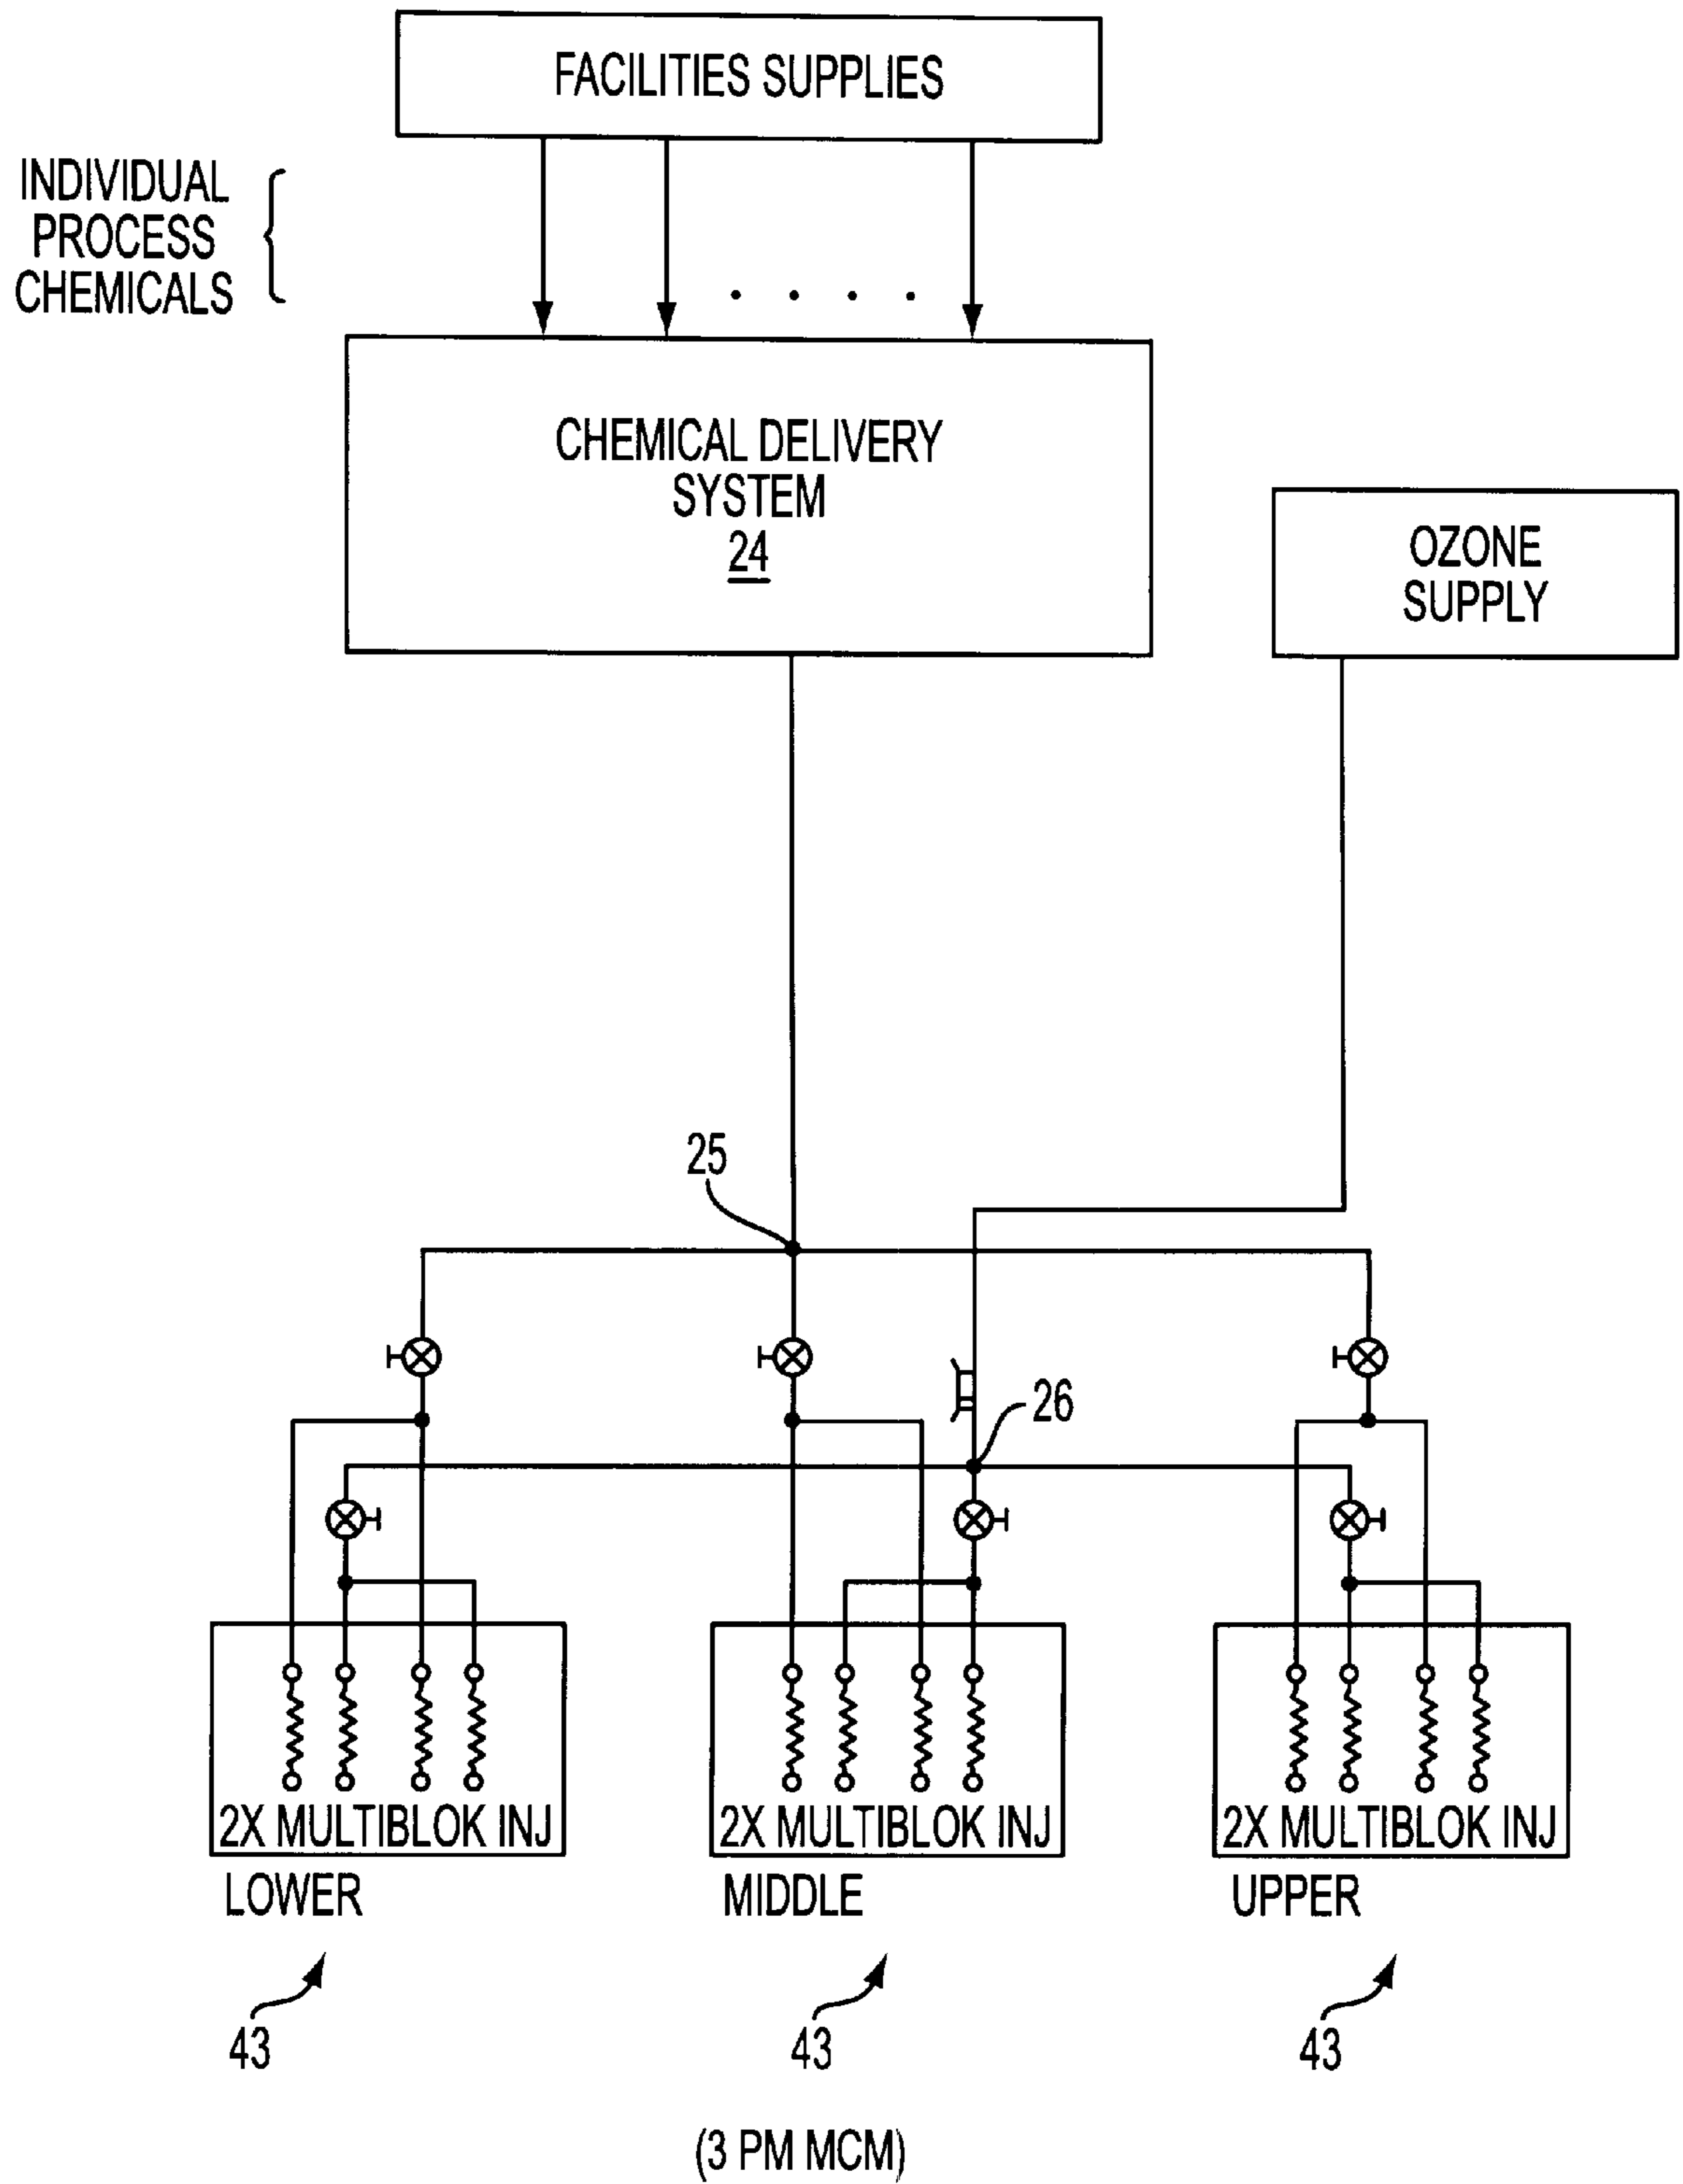 FACILITIES SUPPLIES
INDIVIDUAL
PROCESS
CHEMICALS
CHEMICAL DELIVERY
SYSTEM
24
OZONE
SUPPLY
25
26
2X MULTIBLOK INJ
2X MULTIBLOK INJ
2X MULTIBLOK INJ
LOWER
MIDDLE
UPPER
43
43
43
(3 PM MCM)